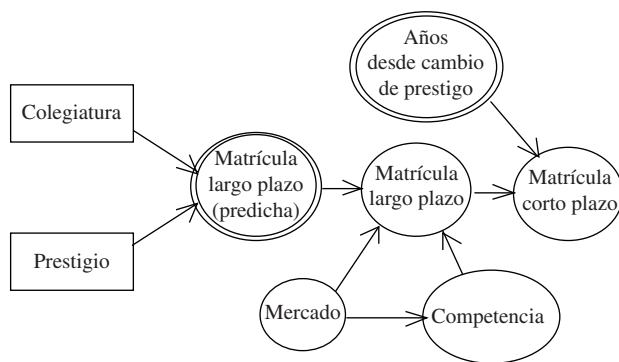 Años
desde cambio
de prestigo
Colegiatura
Matrícula
largo plazo
(predicha)
Matrícula
largo plazo
Matrícula
corto plazo
Prestigio
Mercado
Competencia